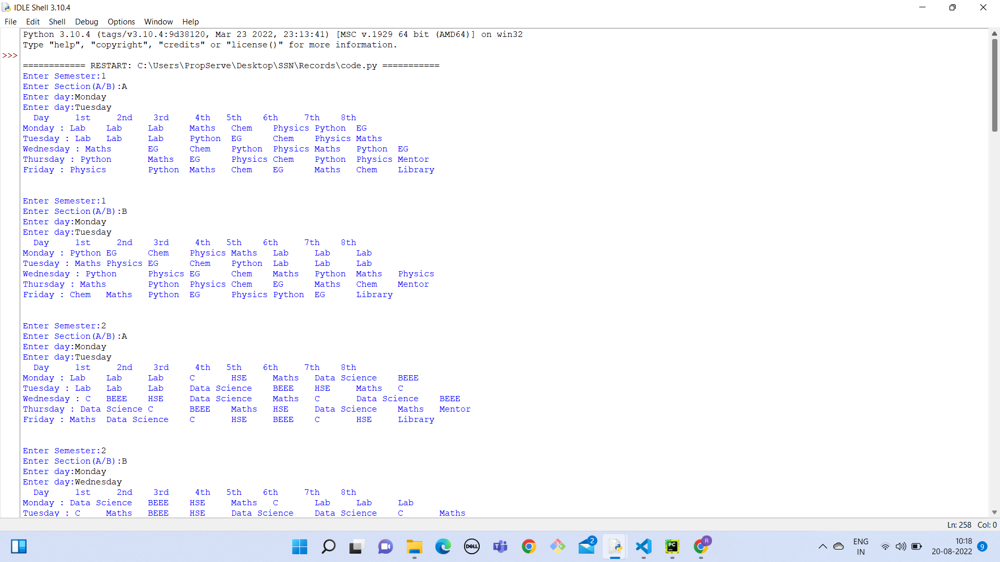 IDLE Shell 3.10.4
File Edit Shell Debug Options Window Help
Python 3.10.4 (tags/v3.10.4:9d38120, Mar 23 2022, 23:13:41) [MSC v.1929 64 bit (AMD64)] on win32
Type "help", "copyright", "credits" or "license()" for more information.
>>>
============ RESTART: C:\Users\PropServe\Desktop\SSN\Records\code.py ===========
Enter Semester:1
Enter Section(A/B):A
Enter day:Monday
Enter day:Tuesday
  Day     1st     2nd    3rd     4th   5th    6th     7th    8th
Monday : Lab    Lab     Lab     Maths   Chem    Physics Python  EG
Tuesday : Lab   Lab     Lab     Python  EG      Chem    Physics Maths
Wednesday : Maths       EG      Chem    Python  Physics Maths   Python  EG
Thursday : Python       Maths   EG      Physics Chem    Python  Physics Mentor
Friday : Physics        Python  Maths   Chem    EG      Maths   Chem    Library
Enter Semester:1
Enter Section(A/B):B
Enter day:Monday
Enter day:Tuesday
  Day     1st     2nd    3rd     4th   5th    6th     7th    8th
Monday : Python EG      Chem    Physics Maths   Lab     Lab     Lab
Tuesday : Maths Physics EG      Chem    Python  Lab     Lab     Lab
Wednesday : Python      Physics EG      Chem    Maths   Python  Maths   Physics
Thursday : Maths        Python  Physics Chem    EG      Maths   Chem    Mentor
Friday : Chem   Maths   Python  EG      Physics Python  EG      Library
Enter Semester:2
Enter Section(A/B):A
Enter day:Monday
Enter day:Tuesday
  Day     1st     2nd    3rd     4th   5th    6th     7th    8th
Monday : Lab    Lab     Lab     C       HSE     Maths   Data Science    BEEE
Tuesday : Lab   Lab     Lab     Data Science    BEEE    HSE     Maths   C
Wednesday : C   BEEE    HSE     Data Science    Maths   C       Data Science    BEEE
Thursday : Data Science C       BEEE    Maths   HSE     Data Science    Maths   Mentor
Friday : Maths  Data Science    C       HSE     BEEE    C       HSE     Library
Enter Semester:2
Enter Section(A/B):B
Enter day:Monday
Enter day:Wednesday
  Day     1st     2nd    3rd     4th   5th    6th     7th    8th
Monday : Data Science   BEEE    HSE     Maths   C       Lab     Lab     Lab
Tuesday : C     Maths   BEEE    HSE     Data Science    Data Science    C       Maths
Ln: 258 Col: 0
DELL
T
2
PC
R
ENG
IN
10:18
20-08-2022
9